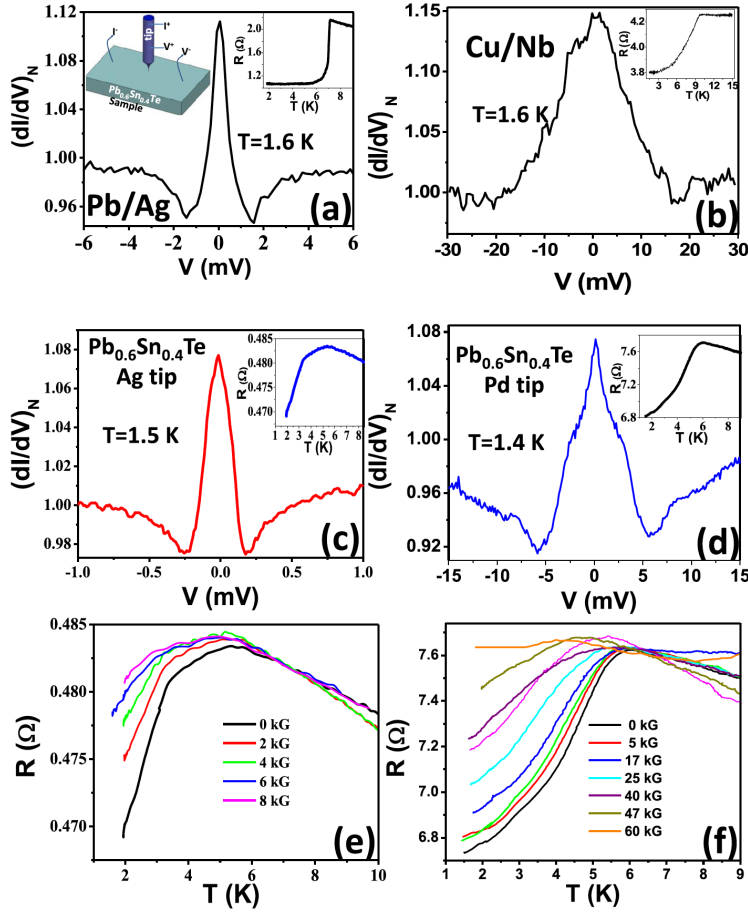 1.12
1.08
1.04
1.00
0.96
(dI/dV)N
-6 -4 -2 0 2 4 6
V (mV)
I-
I+
tip
V+
V-
Pb0.6Sn0.4Te
Sample
R (Ω)
2.0
1.6
1.2
2 4 6 8
T (K)
T=1.6 K
Pb/Ag
(a)
1.15
1.10
1.05
1.00
(dI/dV)N
-30 -20 -10 0 10 20 30
V (mV)
Cu/Nb
T=1.6 K
R (Ω)
4.2
3.9
3.6
3 6 9 12 15
T (K)
(b)
1.08
1.06
1.04
1.02
1.00
0.98
(dI/dV)N
-1.0 -0.5 0.0 0.5 1.0
V (mV)
Pb0.6Sn0.4Te
Ag tip
T=1.5 K
R (Ω)
0.485
0.480
0.475
0.470
1 2 3 4 5 6 7 8
T (K)
(c)
1.08
1.04
1.00
0.96
0.92
(dI/dV)N
-15 -10 -5 0 5 10 15
V (mV)
Pb0.6Sn0.4Te
Pd tip
T=1.4 K
R (Ω)
7.6
7.2
6.8
2 4 6 8
T (K)
(d)
0.485
0.480
0.475
0.470
R (Ω)
2 4 6 8 10
T (K)
0 kG
2 kG
4 kG
6 kG
8 kG
(e)
7.6
7.4
7.2
7.0
6.8
R (Ω)
1 2 3 4 5 6 7 8 9
T (K)
0 kG
5 kG
17 kG
25 kG
40 kG
47 kG
60 kG
(f)